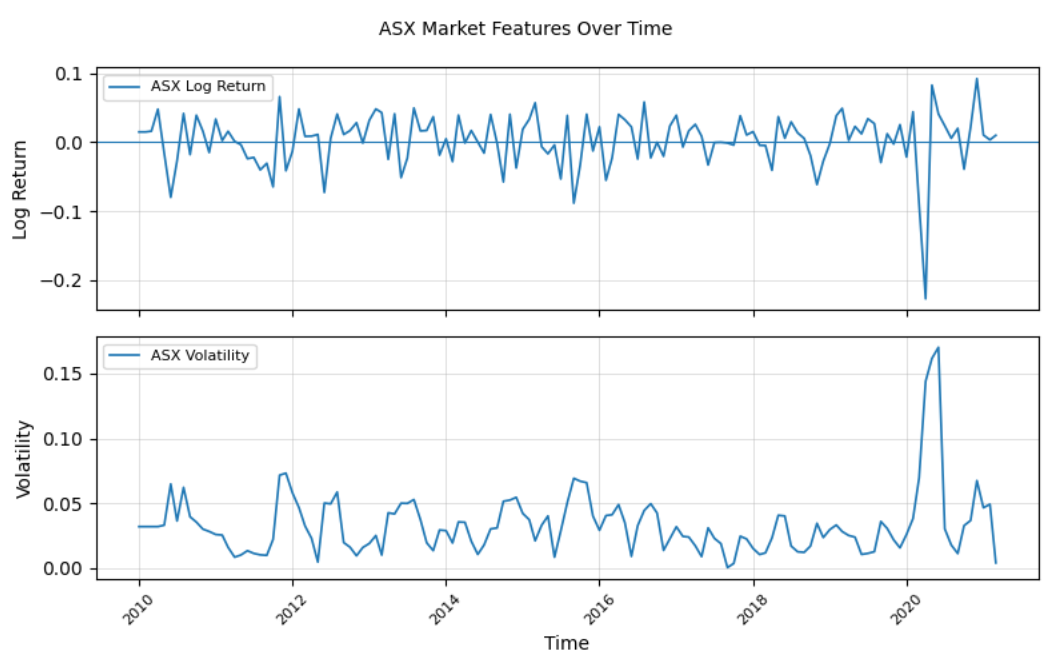 ASX Market Features Over Time
ASX Log Return
0.1
0.0
−0.1
−0.2
Log Return
ASX Volatility
0.15
0.10
0.05
0.00
Volatility
2010
2012
2014
2016
2018
2020
Time